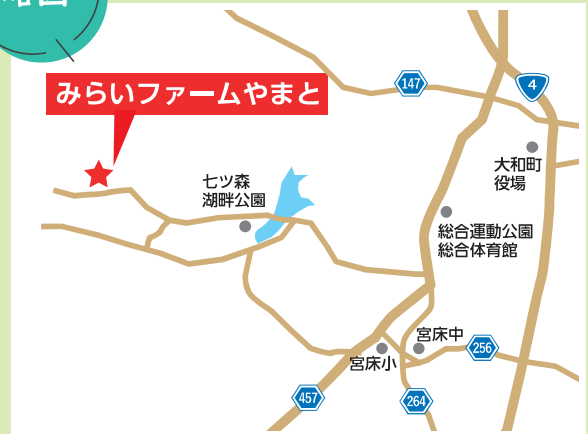 みらいファームやまと
147
4
大和町
役場
七ツ森
湖畔公園
総合運動公園
総合体育館
宮床中
宮床小
256
457
264